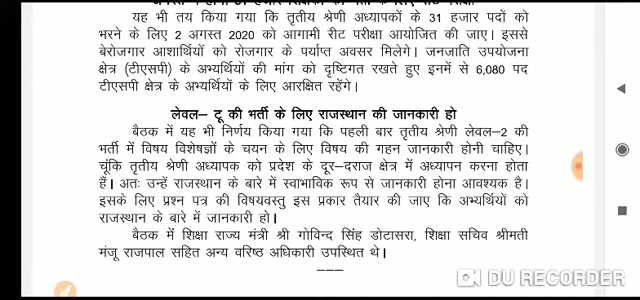 यह भी तय किया गया कि तृतीय श्रेणी अध्यापकों के 31 हजार पदों को
भरने के लिए 2 अगस्त 2020 को आगामी रीट परीक्षा आयोजित की जाए। इससे
बेरोजगार आशार्थियों को रोजगार के पर्याप्त अवसर मिलेगे। जनजाति उपयोजना
क्षेत्र (टीएसपी) के अभ्यर्थियों की मांग को दृष्टिगत रखते हुए इनमें से 6,080 पद
टीएसपी क्षेत्र के अभ्यर्थियों के लिए आरक्षित रहेंगे।
लेवल– टू की भर्ती के लिए राजस्थान की जानकारी हो
बैठक में यह भी निर्णय किया गया कि पहली बार तृतीय श्रेणी लेवल-2 की
भर्ती में विषय विशेषज्ञों के चयन के लिए विषय की गहन जानकारी होनी चाहिए।
चूंकि तृतीय श्रेणी अध्यापक को प्रदेश के दूर-दराज क्षेत्र में अध्यापन करना होता
हैं। अतः उन्हें राजस्थान के बारे में स्वाभाविक रूप से जानकारी होना आवश्यक है।
इसके लिए प्रश्न पत्र की विषयवस्तु इस प्रकार तैयार की जाए कि अभ्यर्थियों को
राजस्थान के बारे में जानकारी हो।
बैठक में शिक्षा राज्य मंत्री श्री गोविन्द सिंह डोटासरा, शिक्षा सचिव श्रीमती
मंजू राजपाल सहित अन्य वरिष्ठ अधिकारी उपस्थित थे।
DU RECORDER